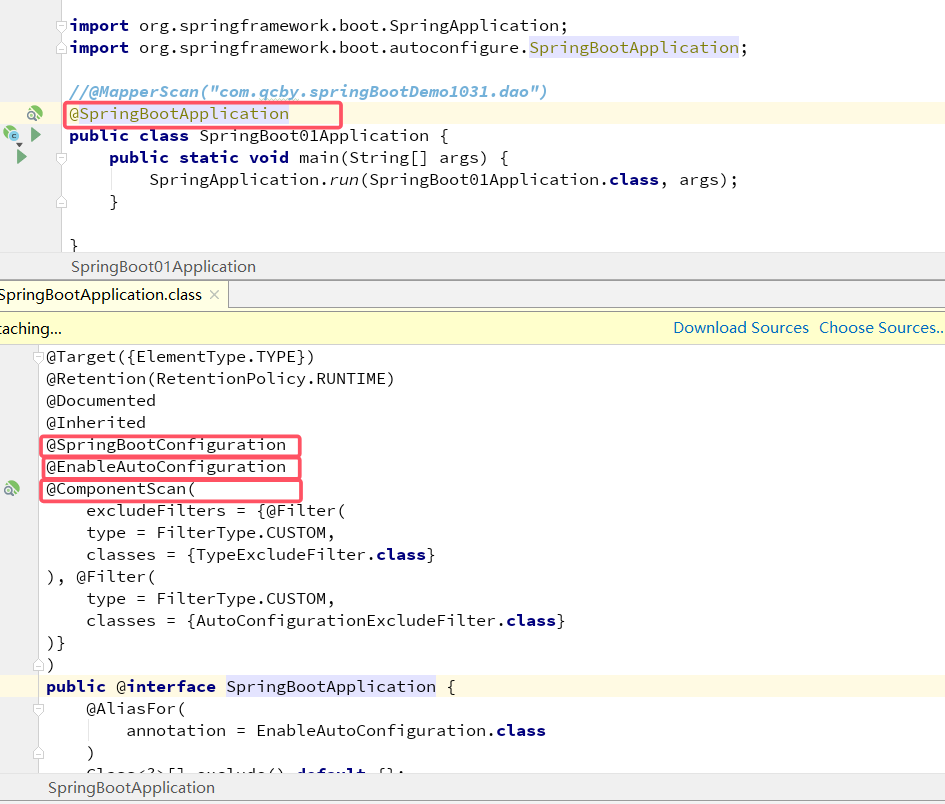 import org.springframework.boot.SpringApplication;
import org.springframework.boot.autoconfigure.SpringBootApplication;
//@MapperScan("com.qcby.springBootDemo1031.dao")
@SpringBootApplication
public class SpringBoot01Application {
public static void main(String[] args) {
SpringApplication.run(SpringBoot01Application.class, args);
}
}
SpringBoot01Application
SpringBootApplication.class
taching... Download Sources Choose Sources..
@Target({ElementType.TYPE})
@Retention(RetentionPolicy.RUNTIME)
@Documented
@Inherited
@SpringBootConfiguration
@EnableAutoConfiguration
@ComponentScan(
excludeFilters = {@Filter(
type = FilterType.CUSTOM,
classes = {TypeExcludeFilter.class}
), @Filter(
type = FilterType.CUSTOM,
classes = {AutoConfigurationExcludeFilter.class}
)}
)
public @interface SpringBootApplication {
@AliasFor(
annotation = EnableAutoConfiguration.class
)
Class<?>[] exclude() default {};
SpringBootApplication